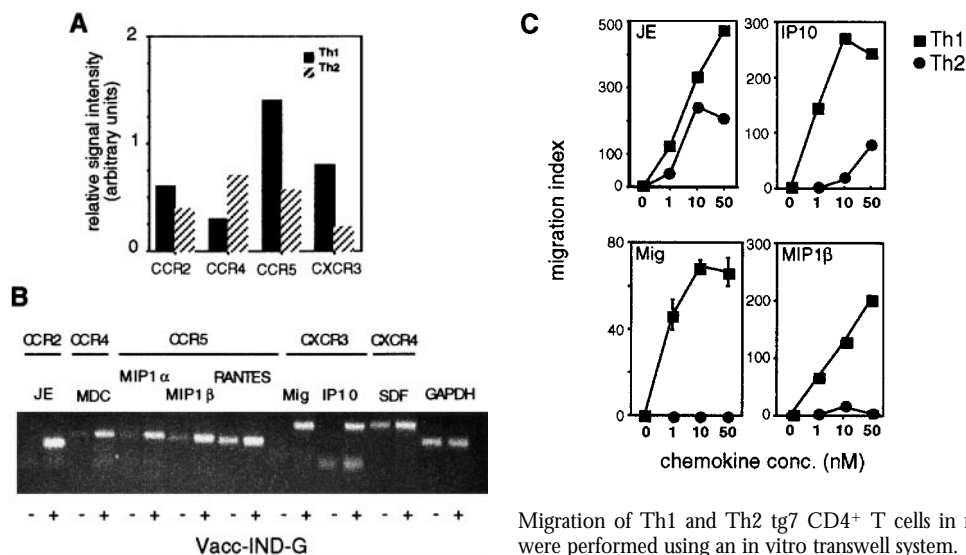 A
2
1
0
relative signal intensity
(arbitrary units)
Th1
Th2
CCR2 CCR4 CCR5 CXCR3
B
CCR2 CCR4 CCR5 CXCR3 CXCR4
MIP1 α RANTES
JE MDC MIP1 β Mig IP10 SDF GAPDH
- + - + - + - + - + - + - + - + - +
Vacc-IND-G
C
migration index
JE
500
300
100
0
0 1 10 50
IP10
300
200
100
0
0 1 10 50
Th1
Th2
Mig
80
40
0
0 1 10 50
MIP1β
300
200
100
0
0 1 10 50
chemokine conc. (nM)
Migration of Th1 and Th2 tg7 CD4+ T cells in
were performed using an in vitro transwell system.